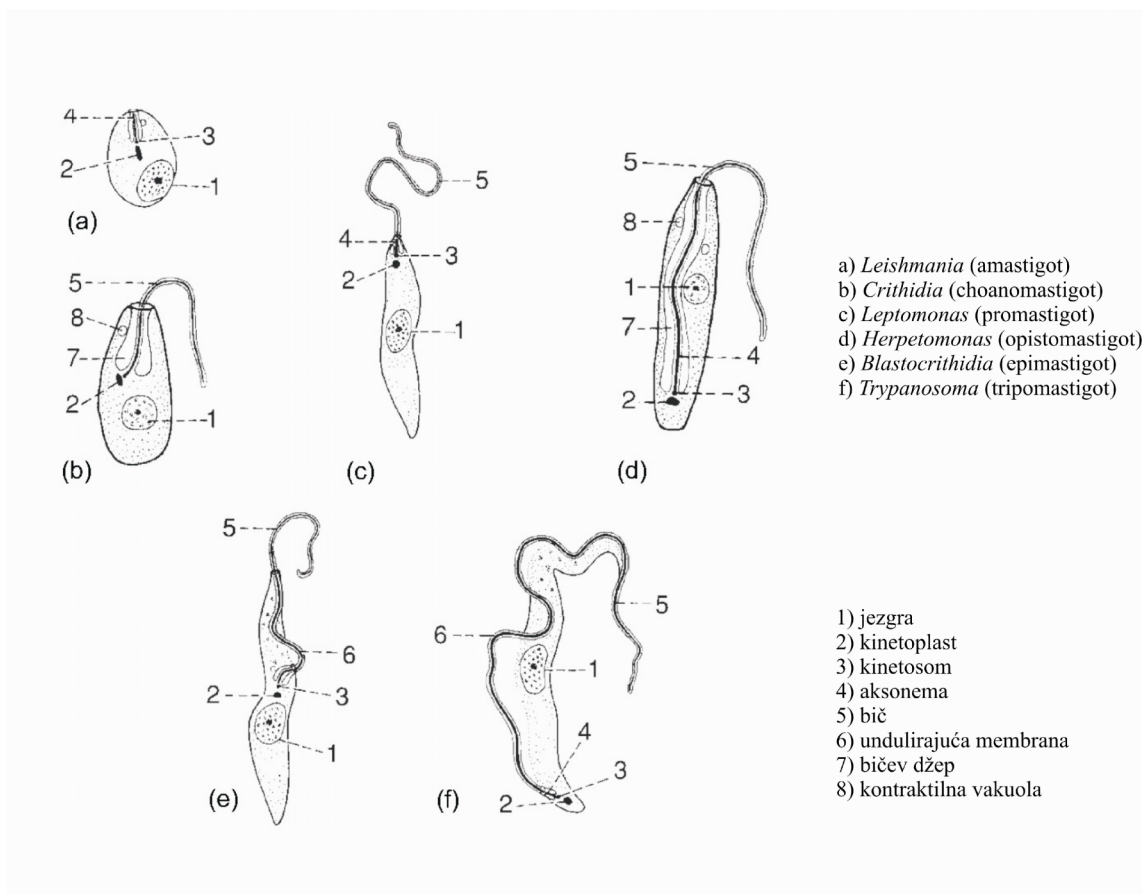 4
3
2
1
(a)
5
8
7
2
1
(b)
5
4
3
2
1
(c)
5
8
1
7
4
2
3
(d)
a) Leishmania (amastigot)
b) Crithidia (choanomastigot)
c) Leptomonas (promastigot)
d) Herpetomonas (opistomastigot)
e) Blastocrithidia (epimastigot)
f) Trypanosoma (tripomastigot)
5
6
2
3
1
(e)
5
6
1
4
3
2
(f)
1) jezgra
2) kinetoplast
3) kinetosom
4) aksonema
5) bič
6) undulirajuća membrana
7) bičev džep
8) kontraktilna vakuola